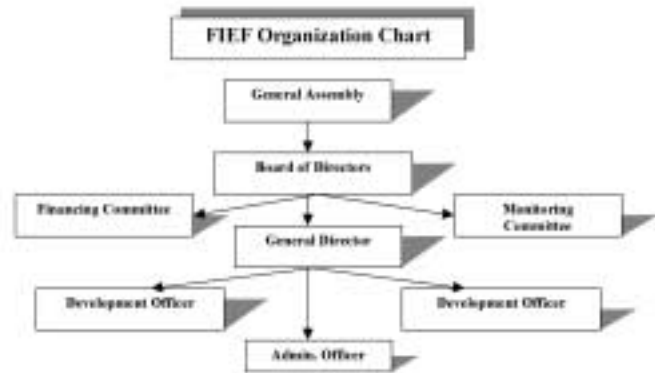 FIEF Organization Chart
General Assembly
Board of Directors
Financing Committee
Monitoring
Committee
General Director
Development Officer
Development Officer
Admin. Officer